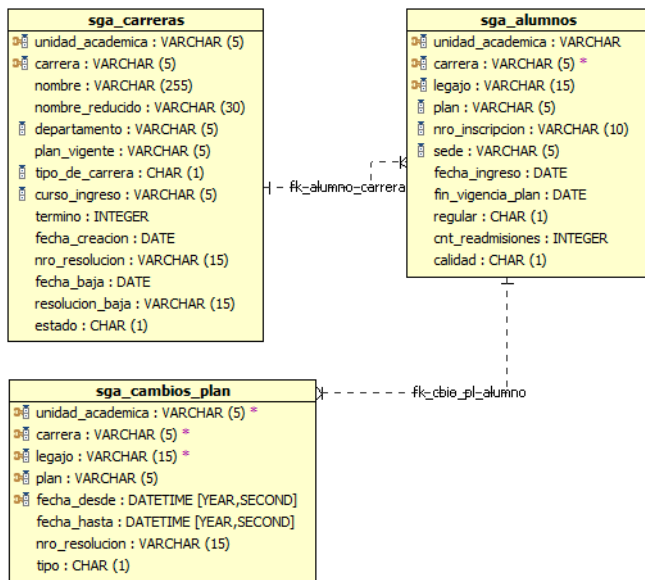 sga_carreras
unidad_academica : VARCHAR (5)
carrera : VARCHAR (5)
nombre : VARCHAR (255)
nombre_reducido : VARCHAR (30)
departamento : VARCHAR (5)
plan_vigente : VARCHAR (5)
tipo_de_carrera : CHAR (1)
curso_ingreso : VARCHAR (5)
termino : INTEGER
fecha_creacion : DATE
nro_resolucion : VARCHAR (15)
fecha_baja : DATE
resolucion_baja : VARCHAR (15)
estado : CHAR (1)
fk_alumno_carrera
sga_alumnos
unidad_academica : VARCHAR
carrera : VARCHAR (5) *
legajo : VARCHAR (15)
plan : VARCHAR (5)
nro_inscripcion : VARCHAR (10)
sede : VARCHAR (5)
fecha_ingreso : DATE
fin_vigencia_plan : DATE
regular : CHAR (1)
cnt_readmisiones : INTEGER
calidad : CHAR (1)
fk_cbio_pl_alumno
sga_cambios_plan
unidad_academica : VARCHAR (5) *
carrera : VARCHAR (5) *
legajo : VARCHAR (15) *
plan : VARCHAR (5)
fecha_desde : DATETIME [YEAR,SECOND]
fecha_hasta : DATETIME [YEAR,SECOND]
nro_resolucion : VARCHAR (15)
tipo : CHAR (1)